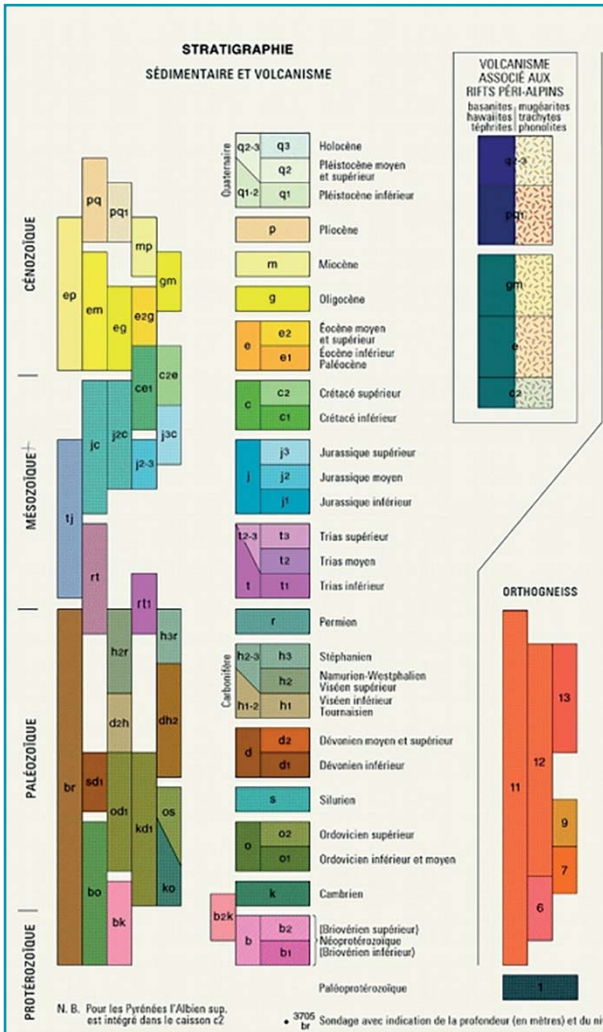 STRATIGRAPHIE
SÉDIMENTAIRE ET VOLCANISME
VOLCANISME
ASSOCIÉ AUX
RIFTS PÉRI-ALPINS
basanites mugéarites
hawaiites trachytes
téphrites phonolites
q2-3
pq1
gm
e
c2
CÉNOZOÏQUE
MÉSOZOÏQUE
PALÉOZOÏQUE
PROTÉROZOÏQUE
pq
pq1
mp
ep
em
gm
eg
e2g
ce1
c2e
jc
j2c
j3c
j2-3
tj
rt
rt1
h3r
h2r
d2h
dh2
br
sd1
od1
kd1
os
ko
bo
bk
Quaternaire
q2-3 q3 Holocène
q2 Pléistocène moyen
et supérieur
q1-2 q1 Pléistocène inférieur
p Pliocène
m Miocène
g Oligocène
e e2 Éocène moyen
et supérieur
e1 Éocène inférieur
Paléocène
c c2 Crétacé supérieur
c1 Crétacé inférieur
j j3 Jurassique supérieur
j2 Jurassique moyen
j1 Jurassique inférieur
t2-3 t3 Trias supérieur
t2 Trias moyen
t t1 Trias inférieur
r Permien
Carbonifère
h2-3 h3 Stéphanien
h2 Namurien-Westphalien
Viséen supérieur
h1-2 h1 Viséen inférieur
Tournaisien
d d2 Dévonien moyen et supérieur
d1 Dévonien inférieur
s Silurien
o o2 Ordovicien supérieur
o1 Ordovicien inférieur et moyen
k Cambrien
b2k
b b2 (Briovérien supérieur)
Néoprotérozoïque
b1 (Briovérien inférieur)
Paléoprotérozoïque
1
ORTHOGNEISS
11
12
13
9
7
6
N. B. Pour les Pyrénées l'Albien sup.
est intégré dans le caisson c2
• 3705
br
Sondage avec indication de la profondeur (en mètres) et du ni